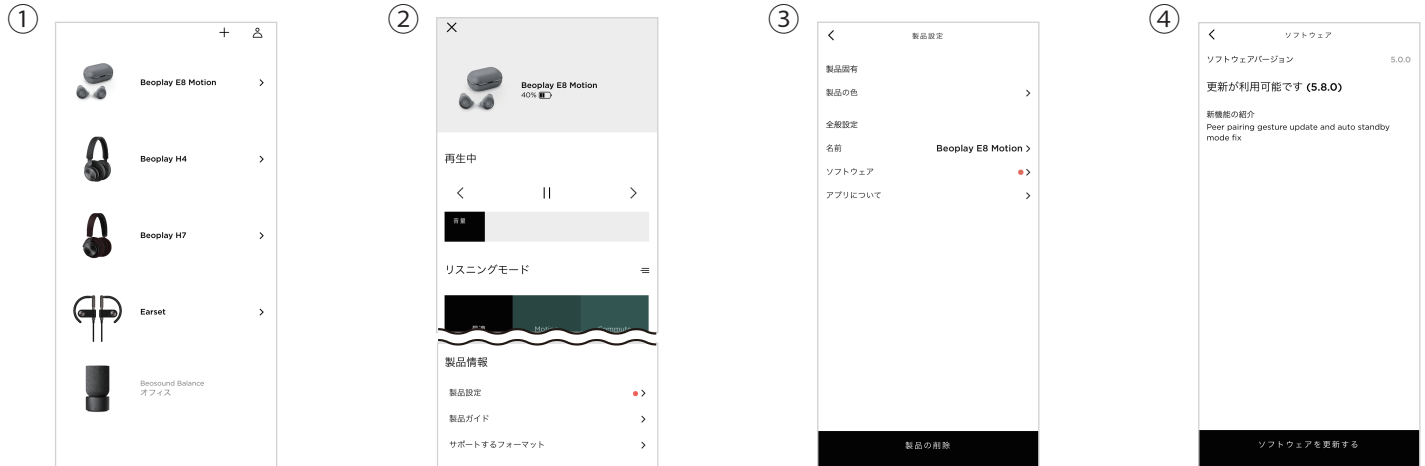 ①
Beoplay E8 Motion
Beoplay H4
Beoplay H7
Earset
Beosound Balance
オフィス
②
Beoplay E8 Motion
40%
再生中
音量
リスニングモード
製品情報
製品設定
製品ガイド
サポートするフォーマット
③
製品設定
製品固有
製品の色
全般設定
名前 Beoplay E8 Motion
ソフトウェア
アプリについて
製品の削除
④
ソフトウェア
ソフトウェアバージョン 5.0.0
更新が利用可能です (5.8.0)
新機能の紹介
Peer pairing gesture update and auto standby
mode fix
ソフトウェアを更新する